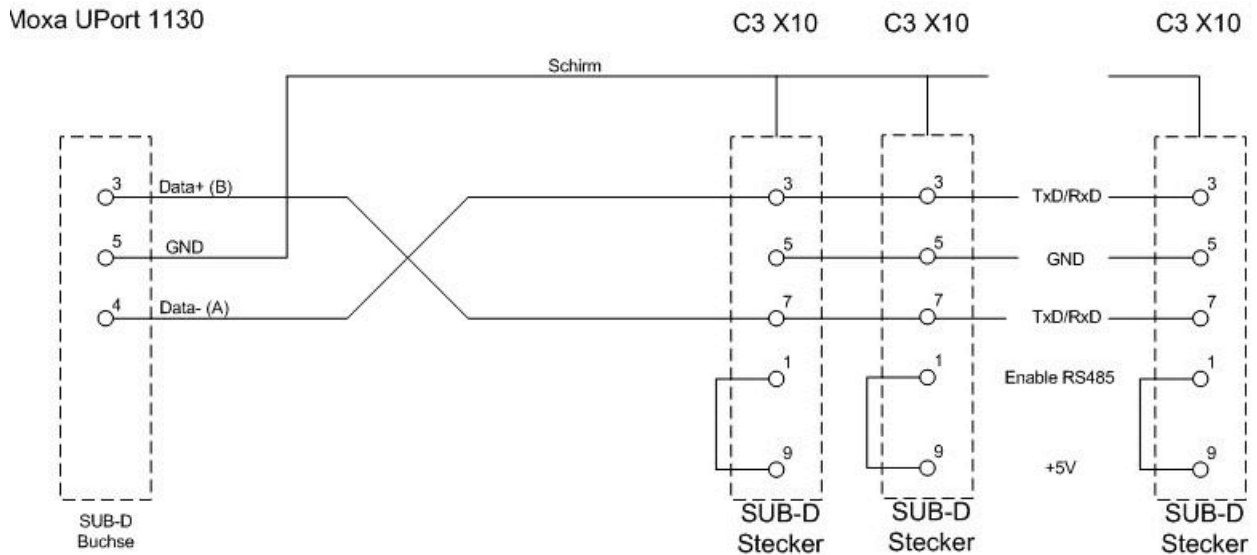 Moxa UPort 1130
C3 X10
C3 X10
C3 X10
Schirm
3
Data+ (B)
3
3
TxD/RxD
3
5
GND
5
5
GND
5
4
Data- (A)
7
7
TxD/RxD
7
1
1
Enable RS485
1
9
9
+5V
9
SUB-D
Buchse
SUB-D
Stecker
SUB-D
Stecker
SUB-D
Stecker